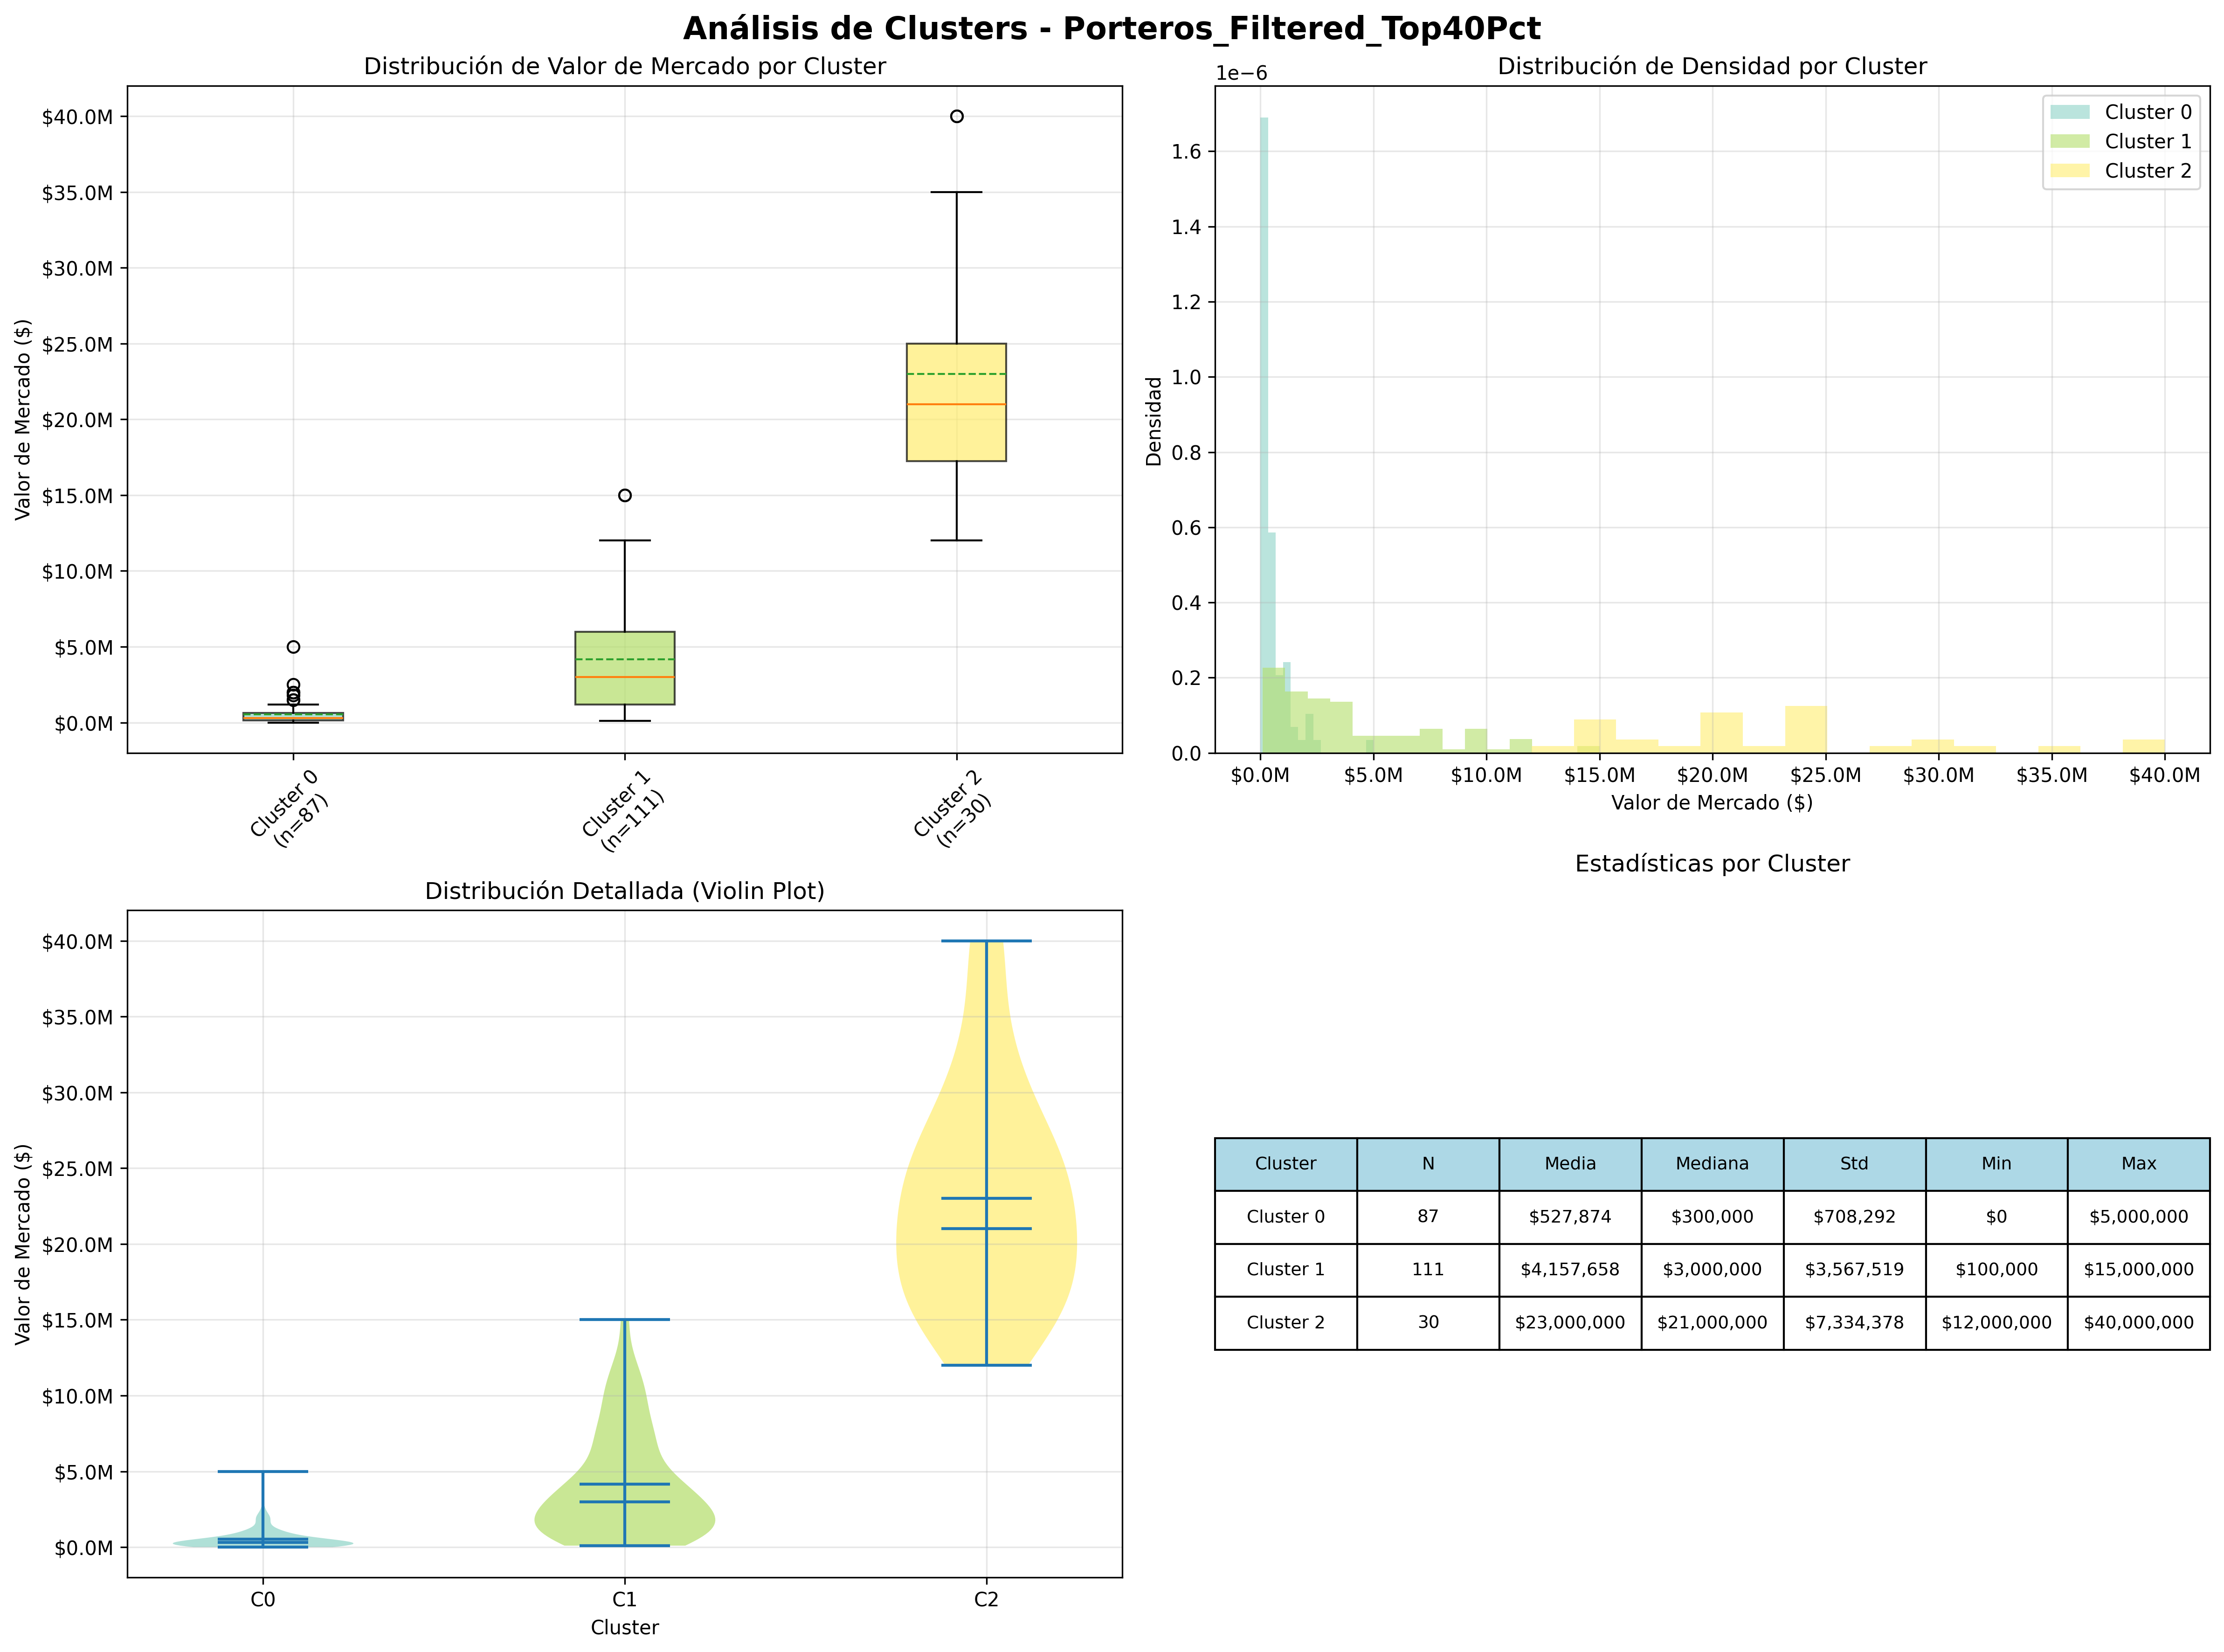 Análisis de Clusters - Porteros_Filtered_Top40Pct
Distribución de Valor de Mercado por Cluster
Valor de Mercado ($)
$40.0M
$35.0M
$30.0M
$25.0M
$20.0M
$15.0M
$10.0M
$5.0M
$0.0M
Cluster 0
(n=87)
Cluster 1
(n=111)
Cluster 2
(n=30)
Distribución de Densidad por Cluster
1e−6
Densidad
1.6
1.4
1.2
1.0
0.8
0.6
0.4
0.2
0.0
Cluster 0
Cluster 1
Cluster 2
$0.0M $5.0M $10.0M $15.0M $20.0M $25.0M $30.0M $35.0M $40.0M
Valor de Mercado ($)
Distribución Detallada (Violin Plot)
Valor de Mercado ($)
$40.0M
$35.0M
$30.0M
$25.0M
$20.0M
$15.0M
$10.0M
$5.0M
$0.0M
C0 C1 C2
Cluster
Estadísticas por Cluster
Cluster N Media Mediana Std Min Max
Cluster 0 87 $527,874 $300,000 $708,292 $0 $5,000,000
Cluster 1 111 $4,157,658 $3,000,000 $3,567,519 $100,000 $15,000,000
Cluster 2 30 $23,000,000 $21,000,000 $7,334,378 $12,000,000 $40,000,000